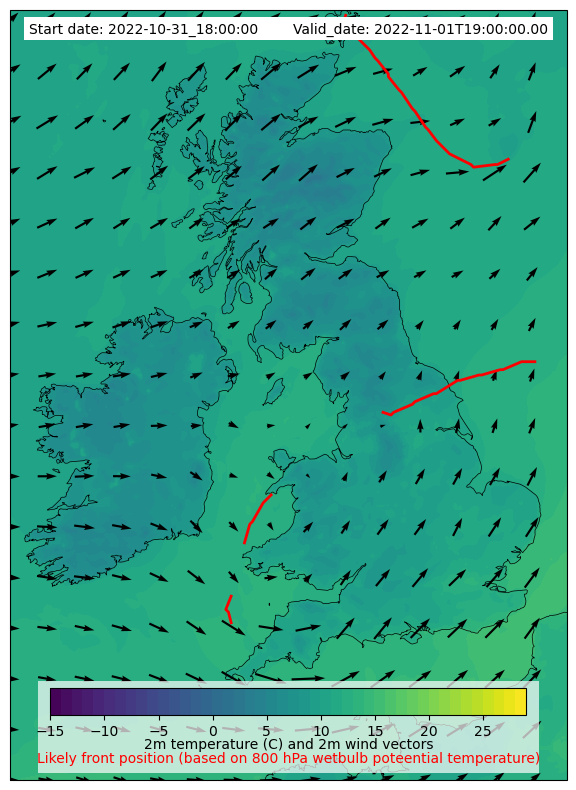 Start date: 2022-10-31_18:00:00 Valid_date: 2022-11-01T19:00:00.00
−15 −10 −5 0 5 10 15 20 25
2m temperature (C) and 2m wind vectors
Likely front position (based on 800 hPa wetbulb poteential temperature)